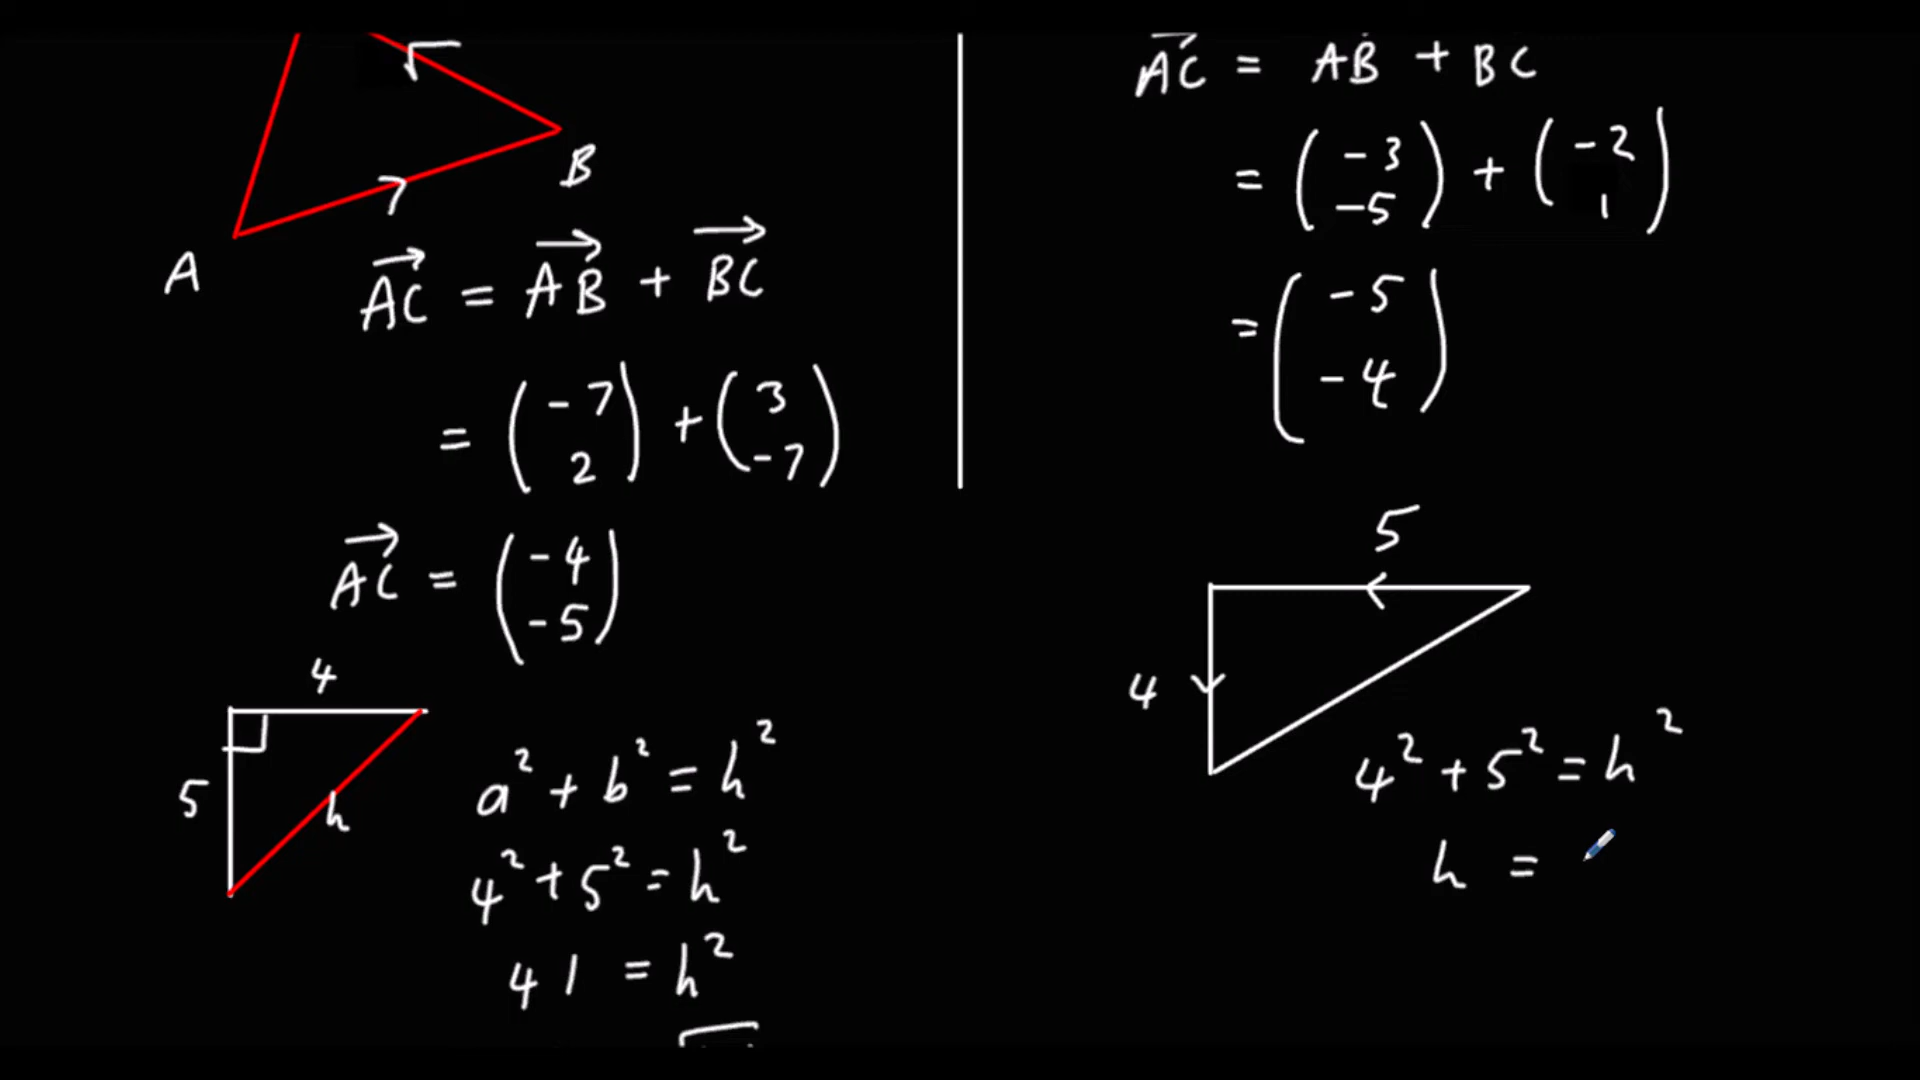 B
A
AC = AB + BC
= (-7 2) + (3 -7)
AC = (-4 -5)
4
5
h
a² + b² = h²
4² + 5² = h²
41 = h²
AC = AB + BC
= (-3 -5) + (-2 1)
= (-5 -4)
5
4
4² + 5² = h²
h =